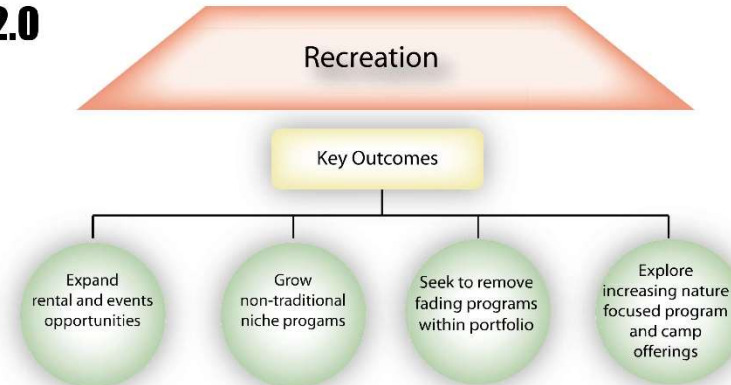 2.0
Recreation
Key Outcomes
Expand
rental and events
opportunities
Grow
non-traditional
niche progams
Seek to remove
fading programs
within portfolio
Explore
increasing nature
focused program
and camp
offerings